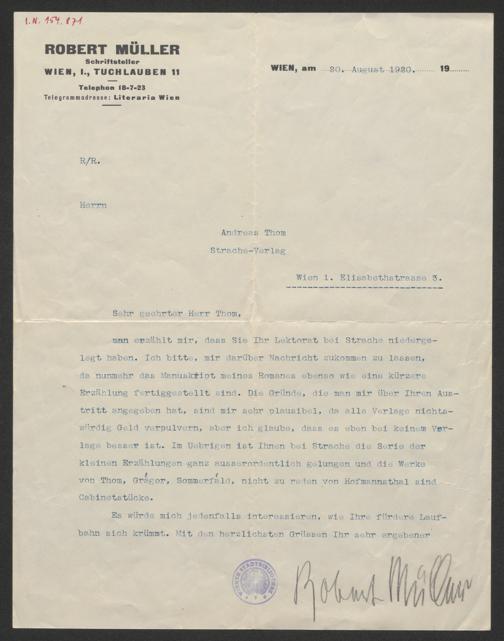 I.N. 154.871
ROBERT MÜLLER
Schriftsteller
WIEN, I., TUCHLAUBEN 11
Telephon 18-7-23
Telegrammadresse: Literaria Wien
WIEN, am 20. August 1920. 19
R/R.
Herrn
Andreas Thom
Strache-Verlag
Wien 1. Elisabethstrasse 3.
Sehr geehrter Herr Thom,
man erzählt mir, dass Sie Ihr Lektorat bei Strache niederge-
legt haben. Ich bitte, mir darüber Nachricht zukommen zu lassen,
da nunmehr das Manuskript meines Romanes ebenso wie eine kürzere
Erzählung fertiggestellt sind. Die Gründe, die man mir über Ihren Aus-
tritt angegeben hat, sind mir sehr plausibel, da alle Verlage nichts-
würdig Geld verpulvern, aber ich glaube, dass es eben bei keinem Ver-
lage besser ist. Im Uebrigen ist Ihnen bei Strache die Serie der
kleinen Erzählungen ganz ausserordentlich gelungen und die Werke
von Thom, Gréger, Sommerfeld, nicht zu reden von Hofmannsthal sind
Cabinetstücke.
Es würde mich jedenfalls interessieren, wie Ihre fördere Lauf-
bahn sich krümmt. Mit den herzlichsten Grüssen Ihr sehr ergebener
Robert Müller